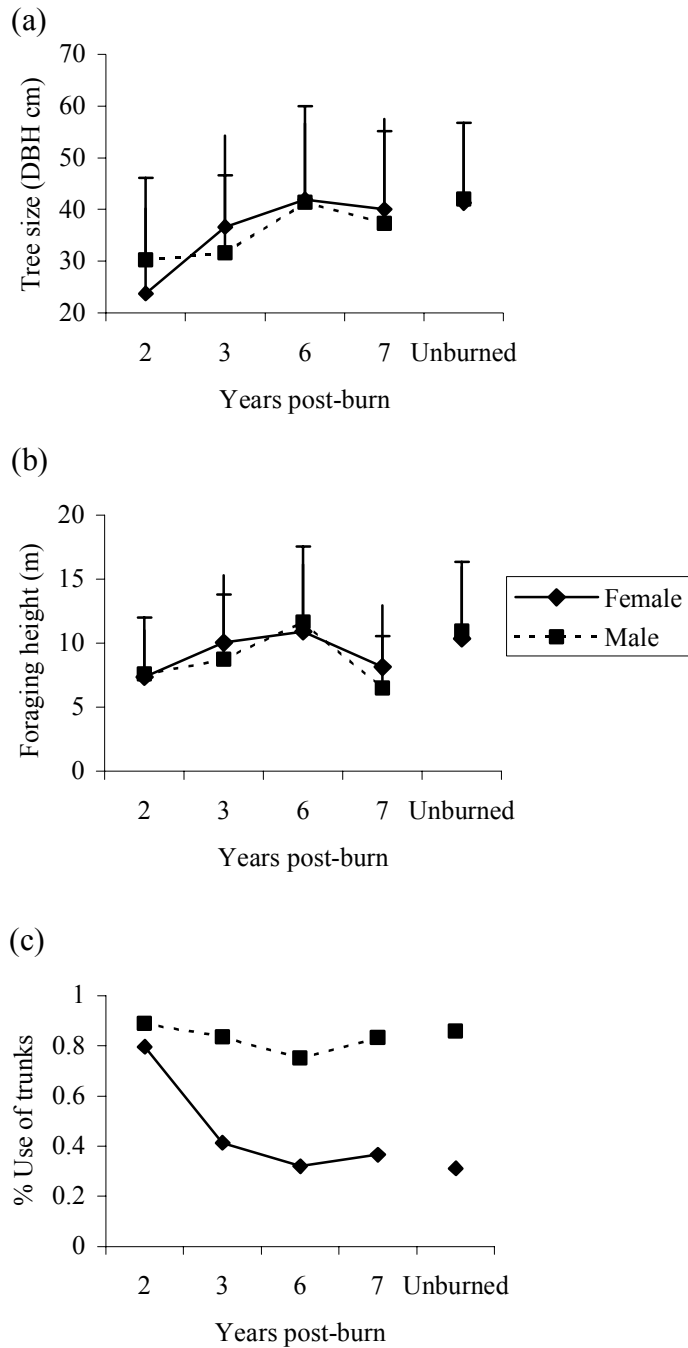 (a)
Tree size (DBH cm)
70
60
50
40
30
20
2 3 6 7 Unburned
Years post-burn
(b)
Foraging height (m)
20
15
10
5
0
2 3 6 7 Unburned
Years post-burn
Female
Male
(c)
% Use of trunks
1
0.8
0.6
0.4
0.2
0
2 3 6 7 Unburned
Years post-burn